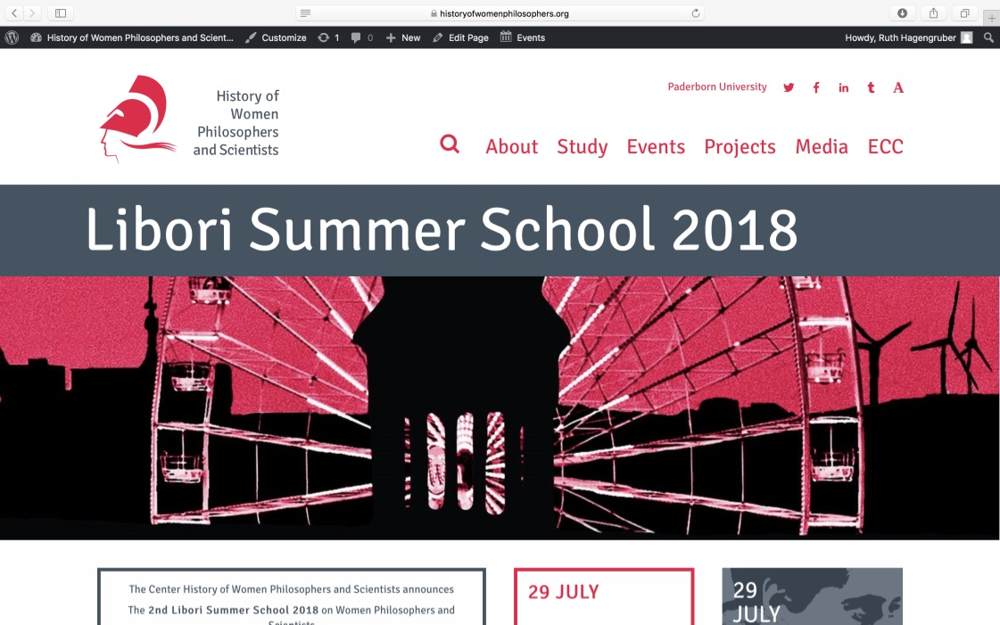 historyofwomenphilosophers.org
History of Women Philosophers and Scient... Customize 1 0 New Edit Page Events Howdy, Ruth Hagengruber
History of
Women
Philosophers
and Scientists
Paderborn University
About Study Events Projects Media ECC
Libori Summer School 2018
The Center History of Women Philosophers and Scientists announces
The 2nd Libori Summer School 2018 on Women Philosophers and
Scientists
29 JULY
29
JULY